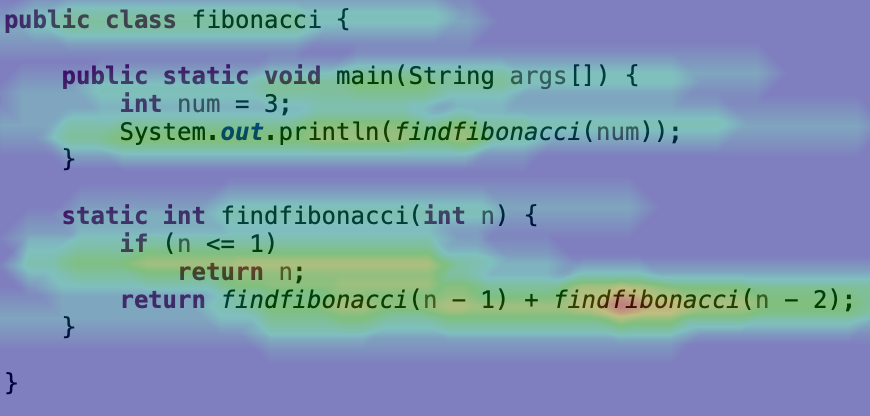 public class fibonacci {
public static void main(String args[]) {
int num = 3;
System.out.println(findfibonacci(num));
}
static int findfibonacci(int n) {
if (n <= 1)
return n;
return findfibonacci(n - 1) + findfibonacci(n - 2);
}
}